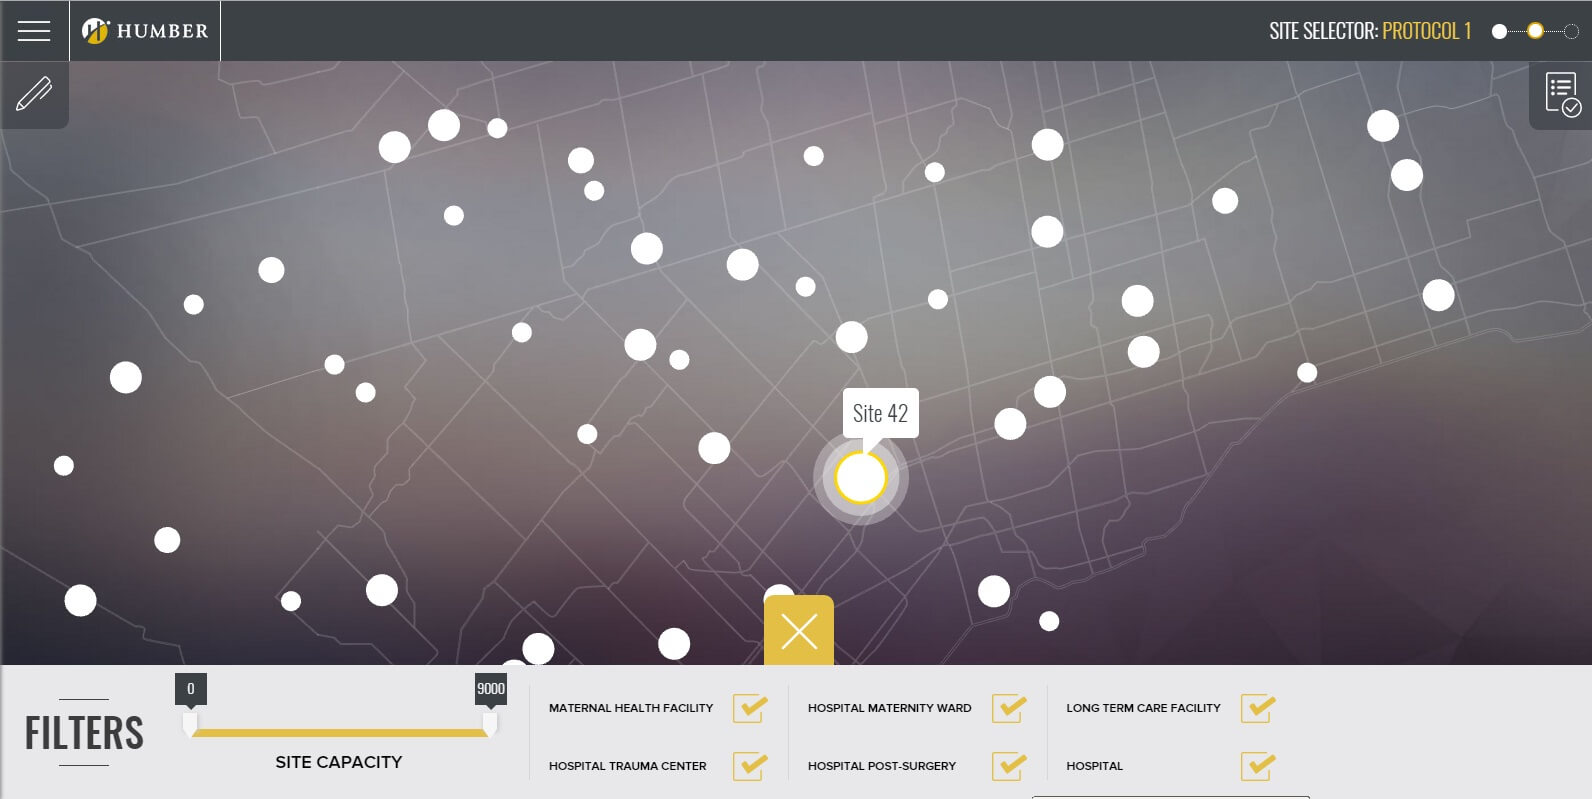 HUMBER
SITE SELECTOR: PROTOCOL 1
Site 42
FILTERS
0
9000
SITE CAPACITY
MATERNAL HEALTH FACILITY
HOSPITAL MATERNITY WARD
LONG TERM CARE FACILITY
HOSPITAL TRAUMA CENTER
HOSPITAL POST-SURGERY
HOSPITAL